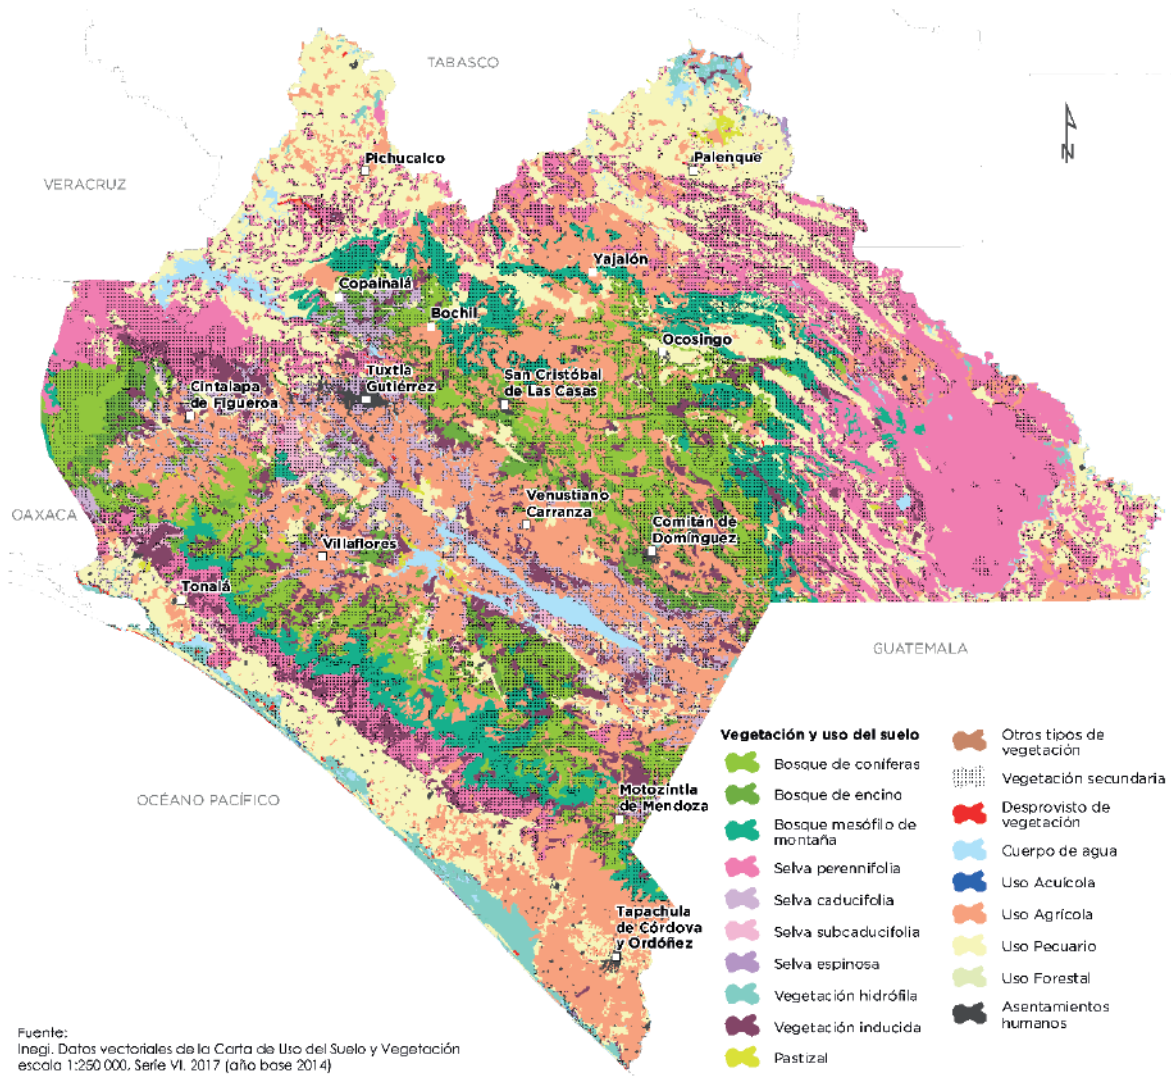 TABASCO
N
Pichucalco
Palenque
VERACRUZ
Yajalón
Copainalá
Bochil
Ocosingo
Tuxtla
Gutiérrez
San Cristóbal
de Las Casas
Cintalapa
de Figueroa
Venustiano
Carranza
OAXACA
Comitán de
Domínguez
Villaflores
Tonalá
GUATEMALA
Vegetación y uso del suelo
Bosque de coníferas
Bosque de encino
Bosque mesófilo de
montaña
Selva perennifolia
Selva caducifolia
Selva subcaducifolia
Selva espinosa
Vegetación hidrófila
Vegetación inducida
Pastizal
Otros tipos de
vegetación
Vegetación secundaria
Desprovisto de
vegetación
Cuerpo de agua
Uso Acuícola
Uso Agrícola
Uso Pecuario
Uso Forestal
Asentamientos
humanos
Motozintla
de Mendoza
OCÉANO PACÍFICO
Tapachula
de Córdova
y Ordóñez
Fuente:
Inegi. Datos vectoriales de la Carta de Uso del Suelo y Vegetación
escala 1:250 000, Serie VI. 2017 (año base 2014)